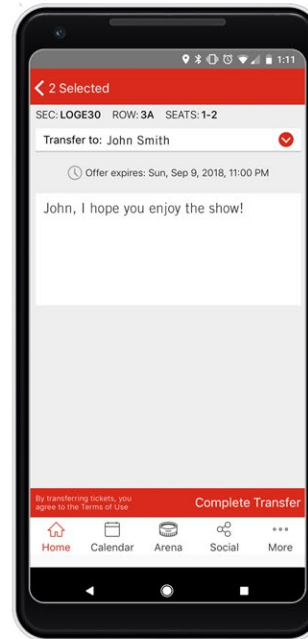 1:11
2 Selected
SEC: LOGE30 ROW: 3A SEATS: 1-2
Transfer to: John Smith
Offer expires: Sun, Sep 9, 2018, 11:00 PM
John, I hope you enjoy the show!
By transferring tickets, you
agree to the Terms of Use
Complete Transfer
Home Calendar Arena Social More